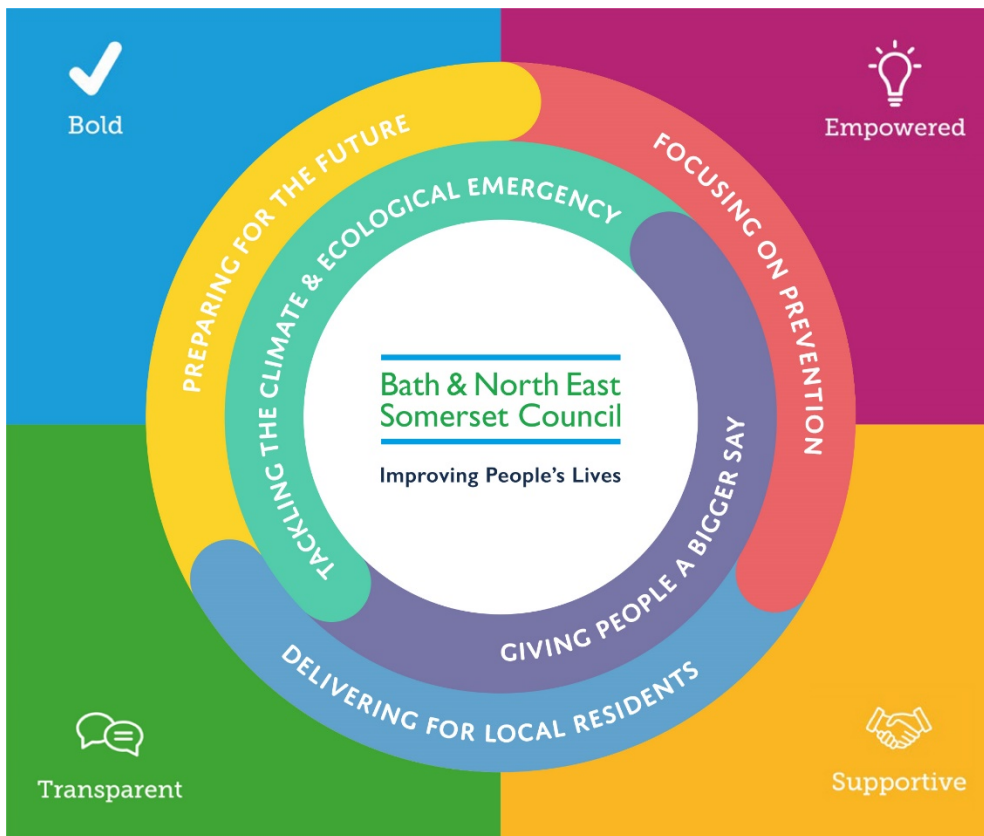 Bold
Empowered
PREPARING FOR THE FUTURE
FOCUSING ON PREVENTION
TACKLING THE CLIMATE & ECOLOGICAL EMERGENCY
Bath & North East
Somerset Council
Improving People's Lives
GIVING PEOPLE A BIGGER SAY
DELIVERING FOR LOCAL RESIDENTS
Transparent
Supportive